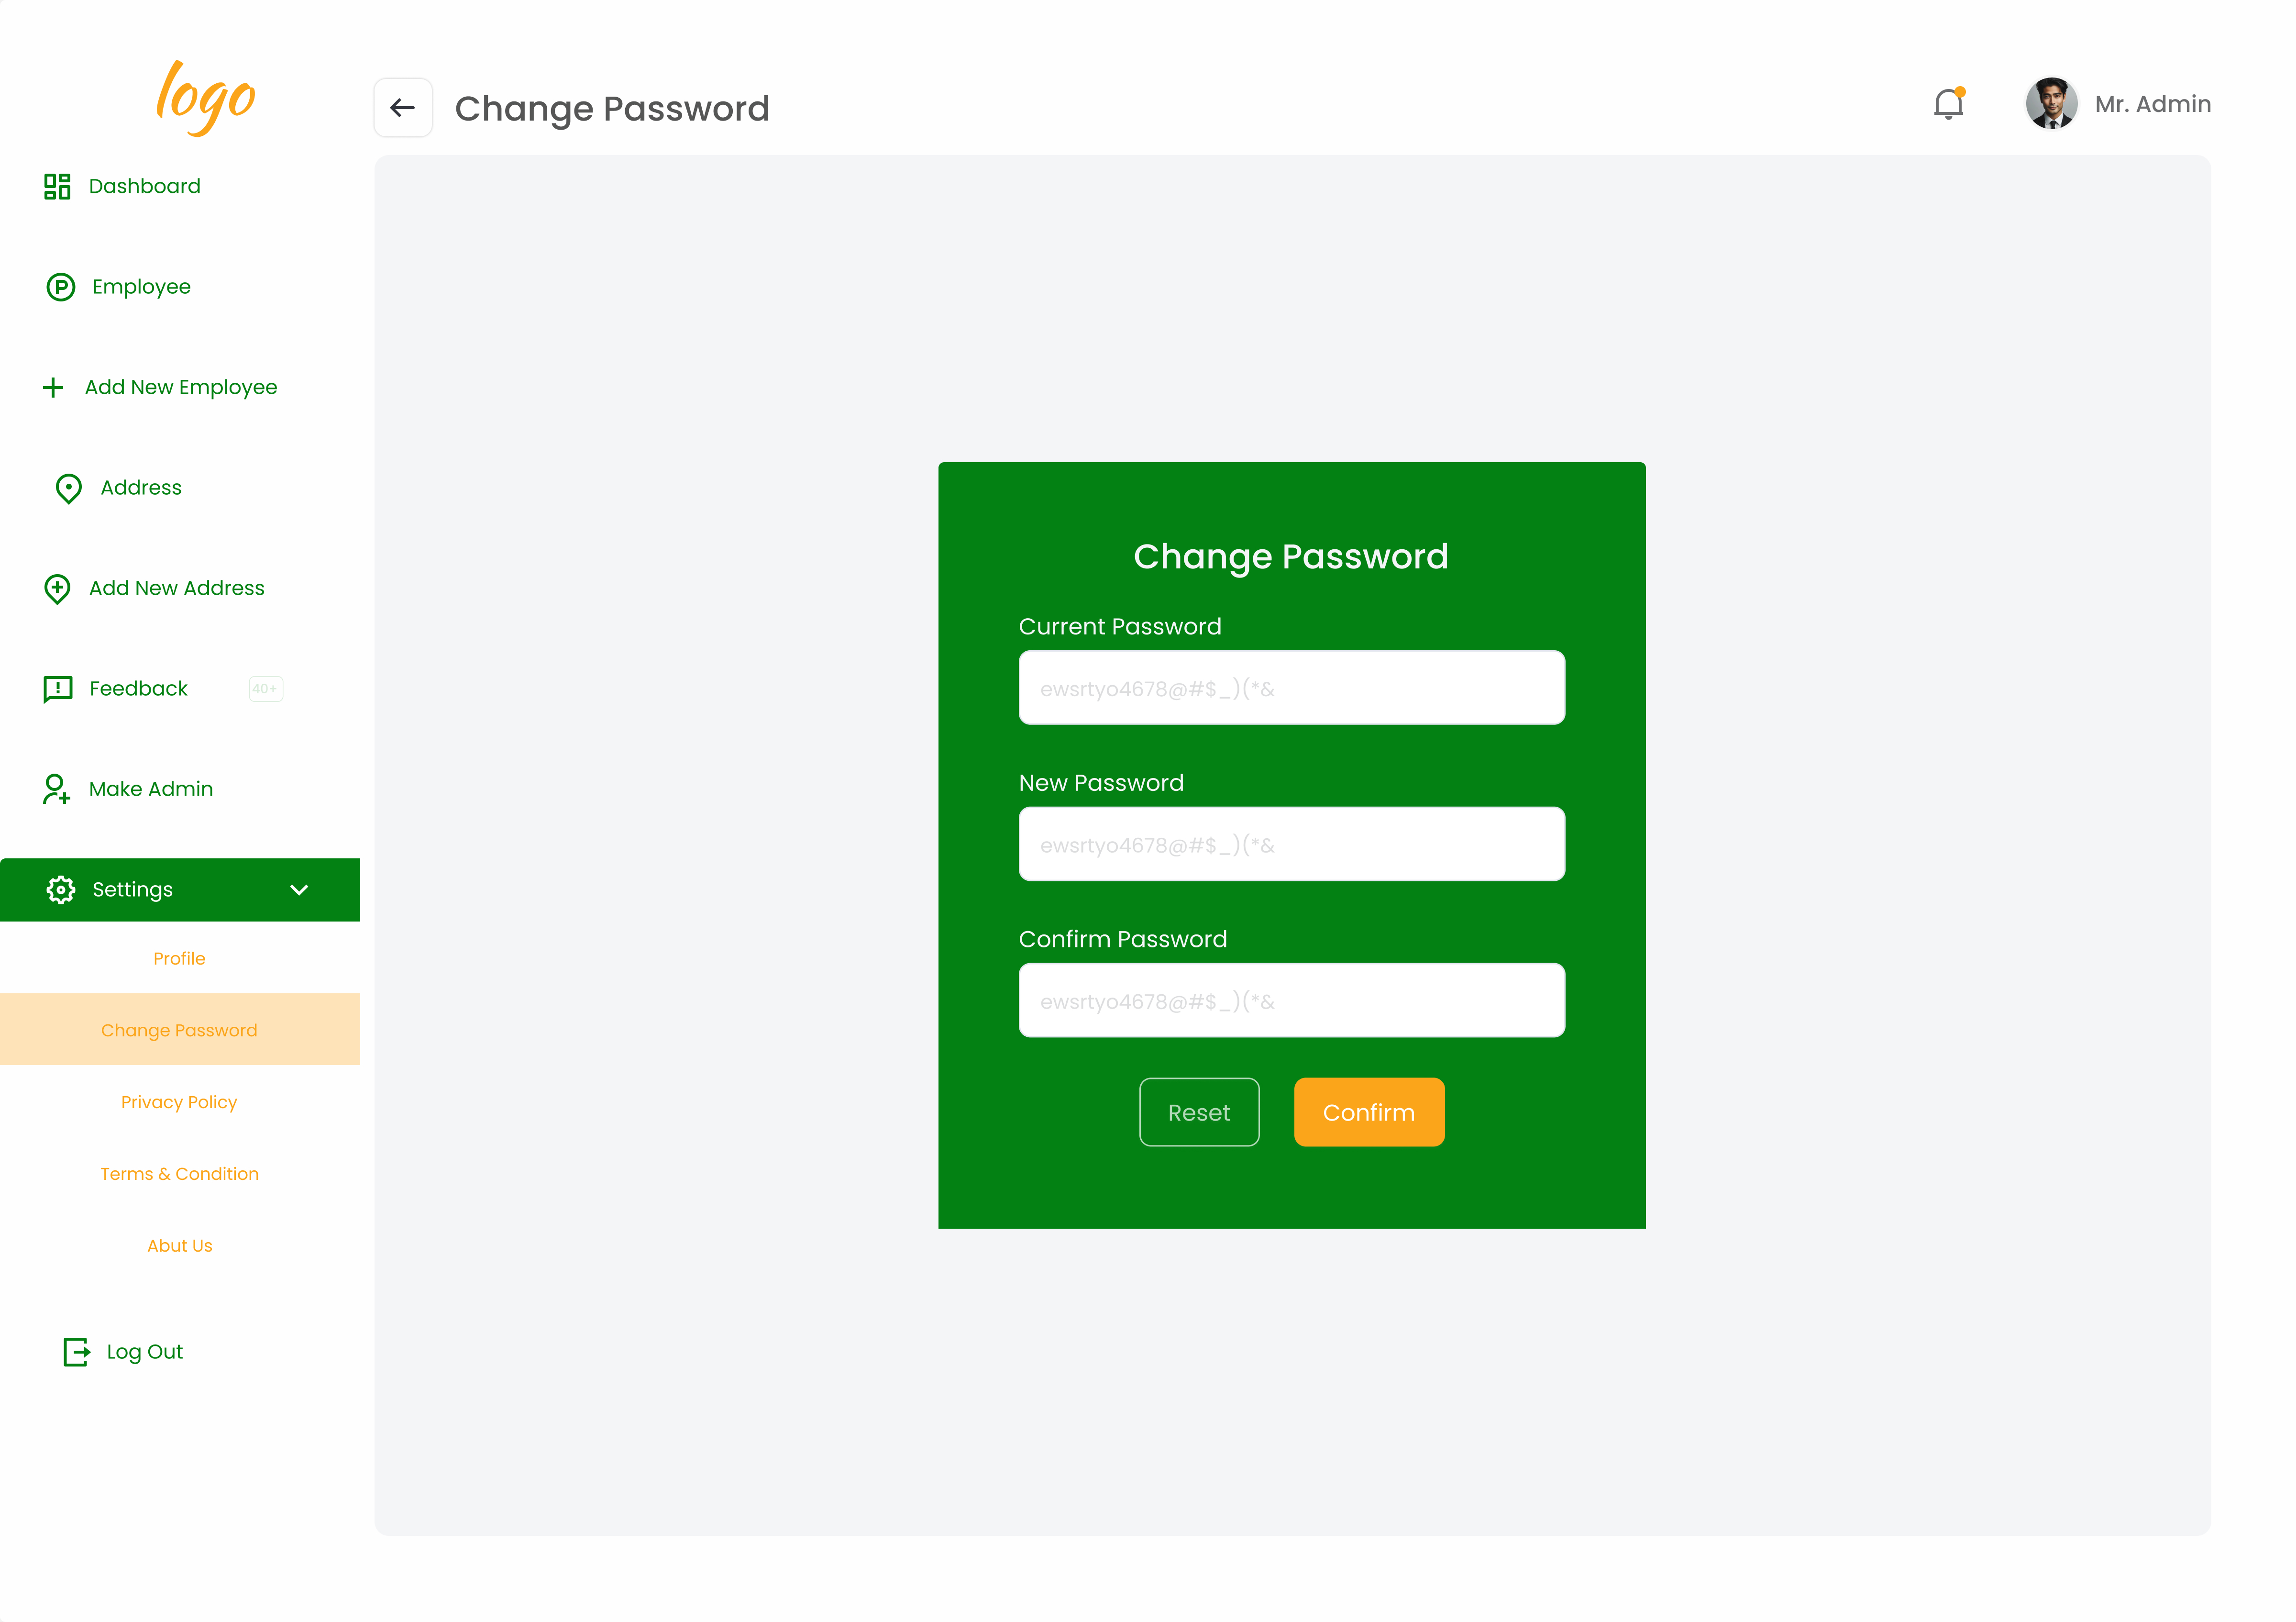 logo
Change Password
Mr. Admin
Dashboard
P Employee
Add New Employee
Address
Add New Address
Feedback 40+
Make Admin
Settings
Profile
Change Password
Privacy Policy
Terms & Condition
Abut Us
Log Out
Change Password
Current Password
ewsrtyo4678@#$_)(*&
New Password
ewsrtyo4678@#$_)(*&
Confirm Password
ewsrtyo4678@#$_)(*&
Reset Confirm